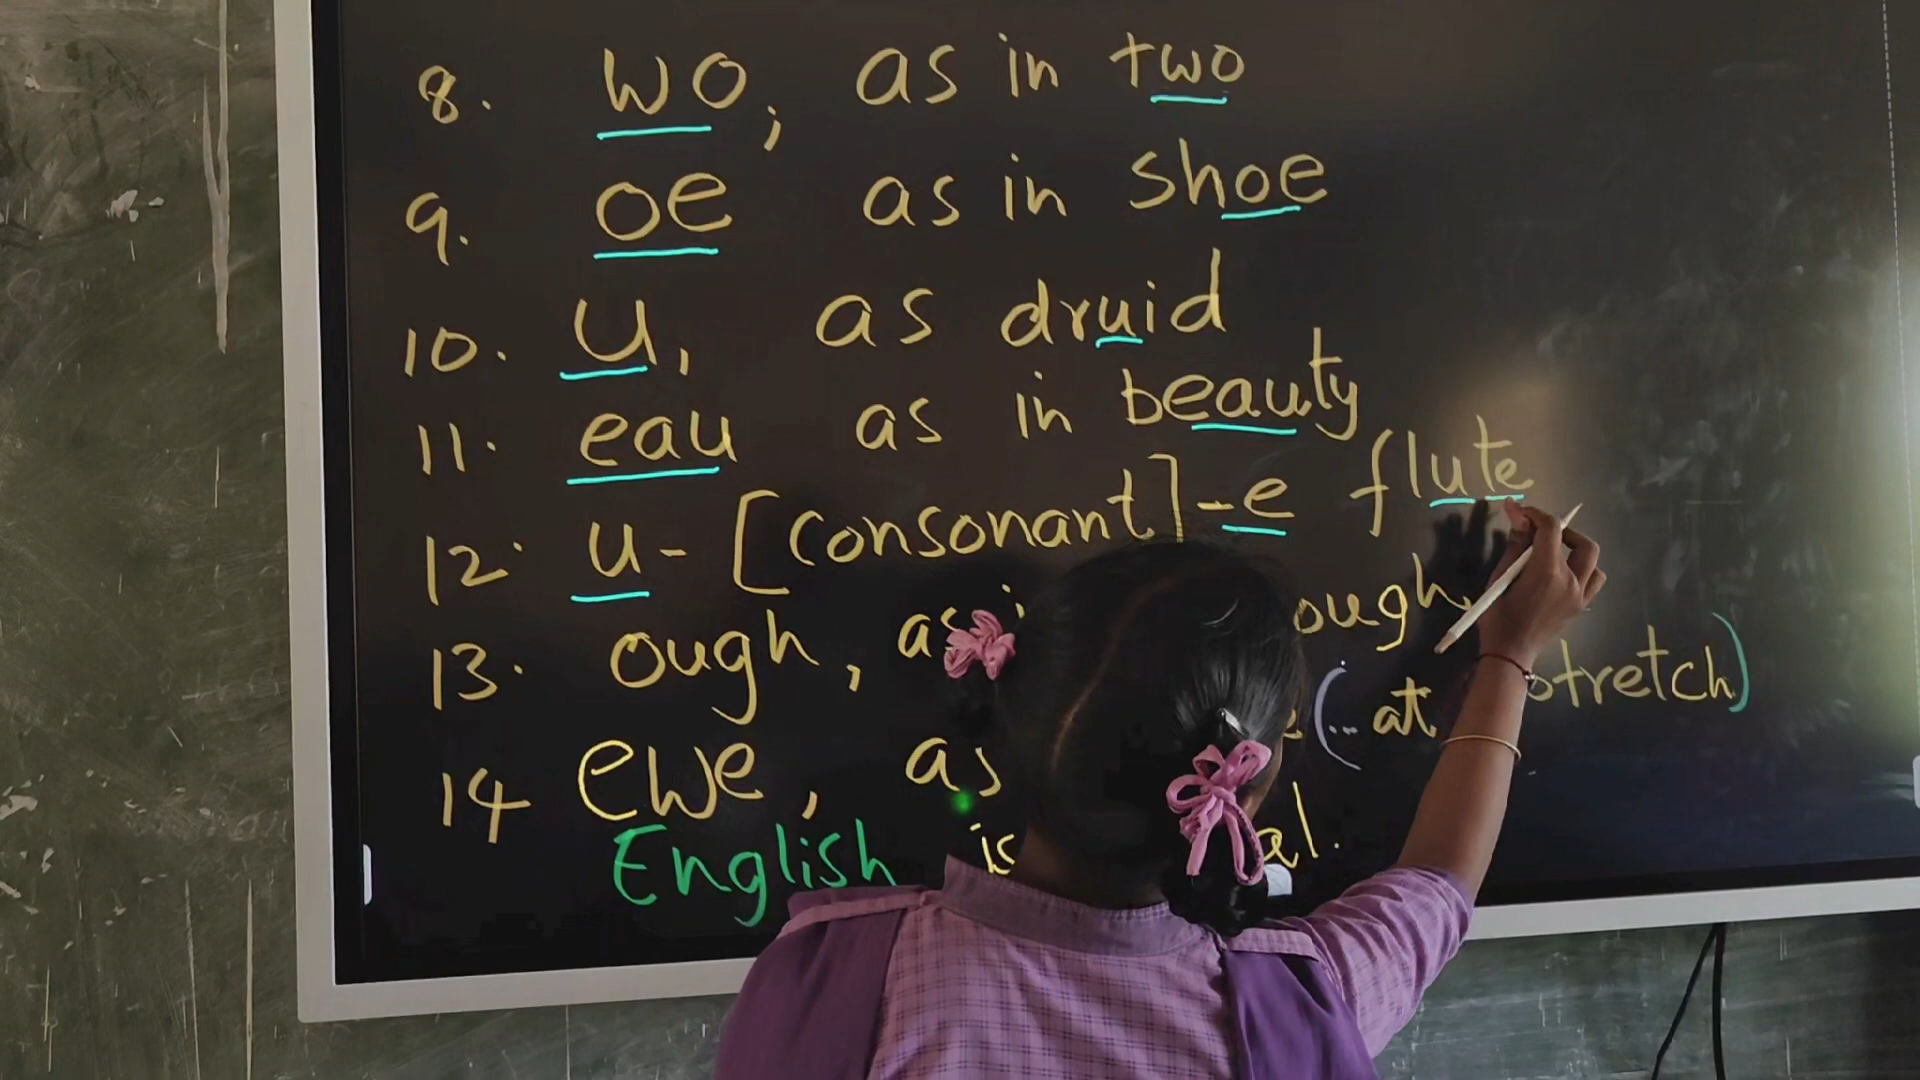 8. wo, as in two
9. oe as in shoe
10. u, as druid
11. eau as in beauty
12. u- [consonant]-e flute
13. ough, as ough
14 ewe, as (... at stretch)
English is